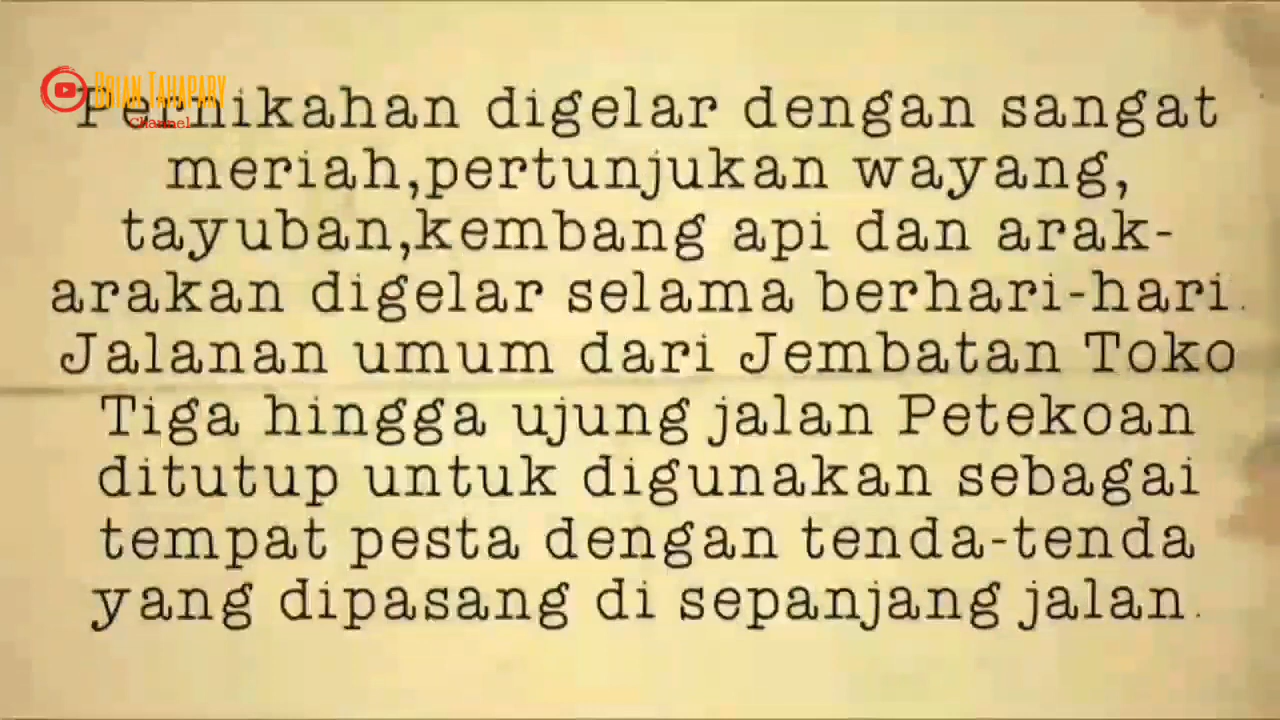 BRIAN TAHAPARY
Channel
Pernikahan digelar dengan sangat
meriah,pertunjukan wayang,
tayuban,kembang api dan arak-
arakan digelar selama berhari-hari.
Jalanan umum dari Jembatan Toko
Tiga hingga ujung jalan Petekoan
ditutup untuk digunakan sebagai
tempat pesta dengan tenda-tenda
yang dipasang di sepanjang jalan.